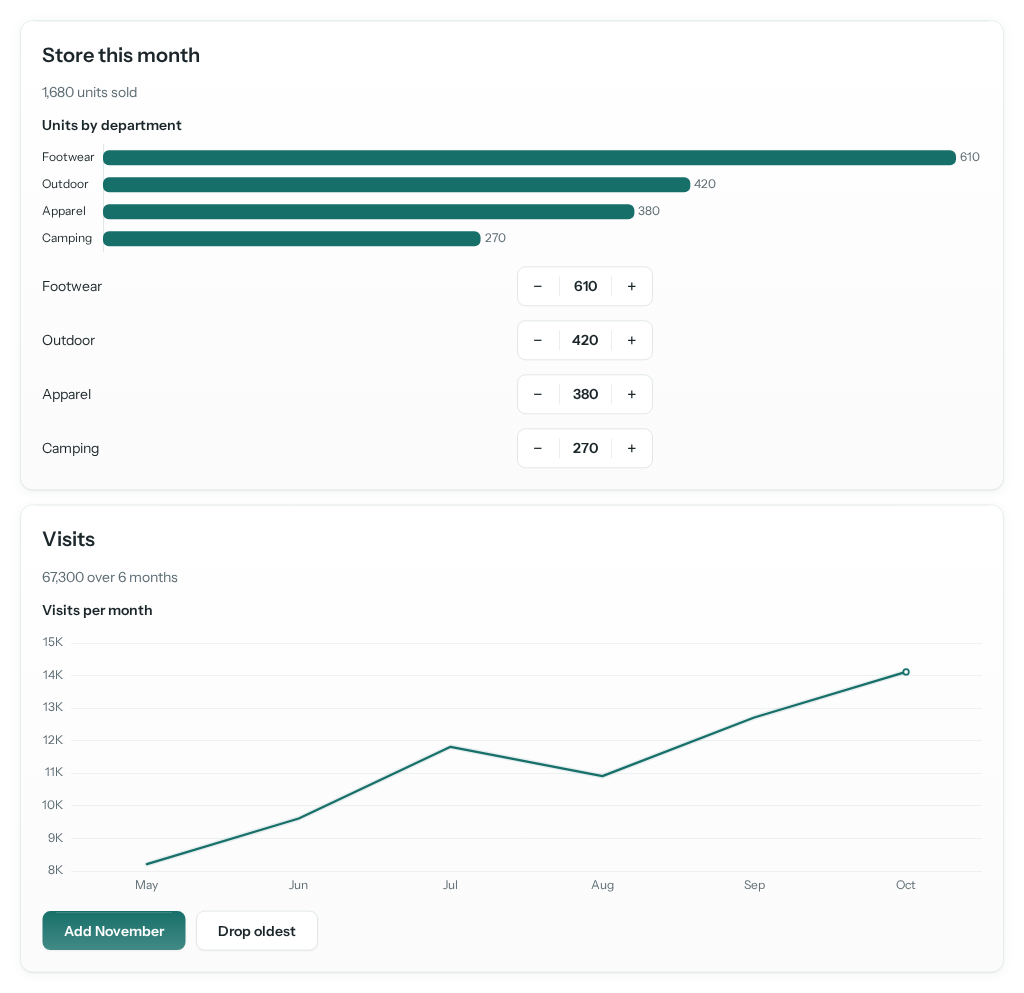 Store this month
1,680 units sold
Units by department
Footwear 610
Outdoor 420
Apparel 380
Camping 270
Footwear − 610 +
Outdoor − 420 +
Apparel − 380 +
Camping − 270 +
Visits
67,300 over 6 months
Visits per month
15K
14K
13K
12K
11K
10K
9K
8K
May Jun Jul Aug Sep Oct
Add November Drop oldest